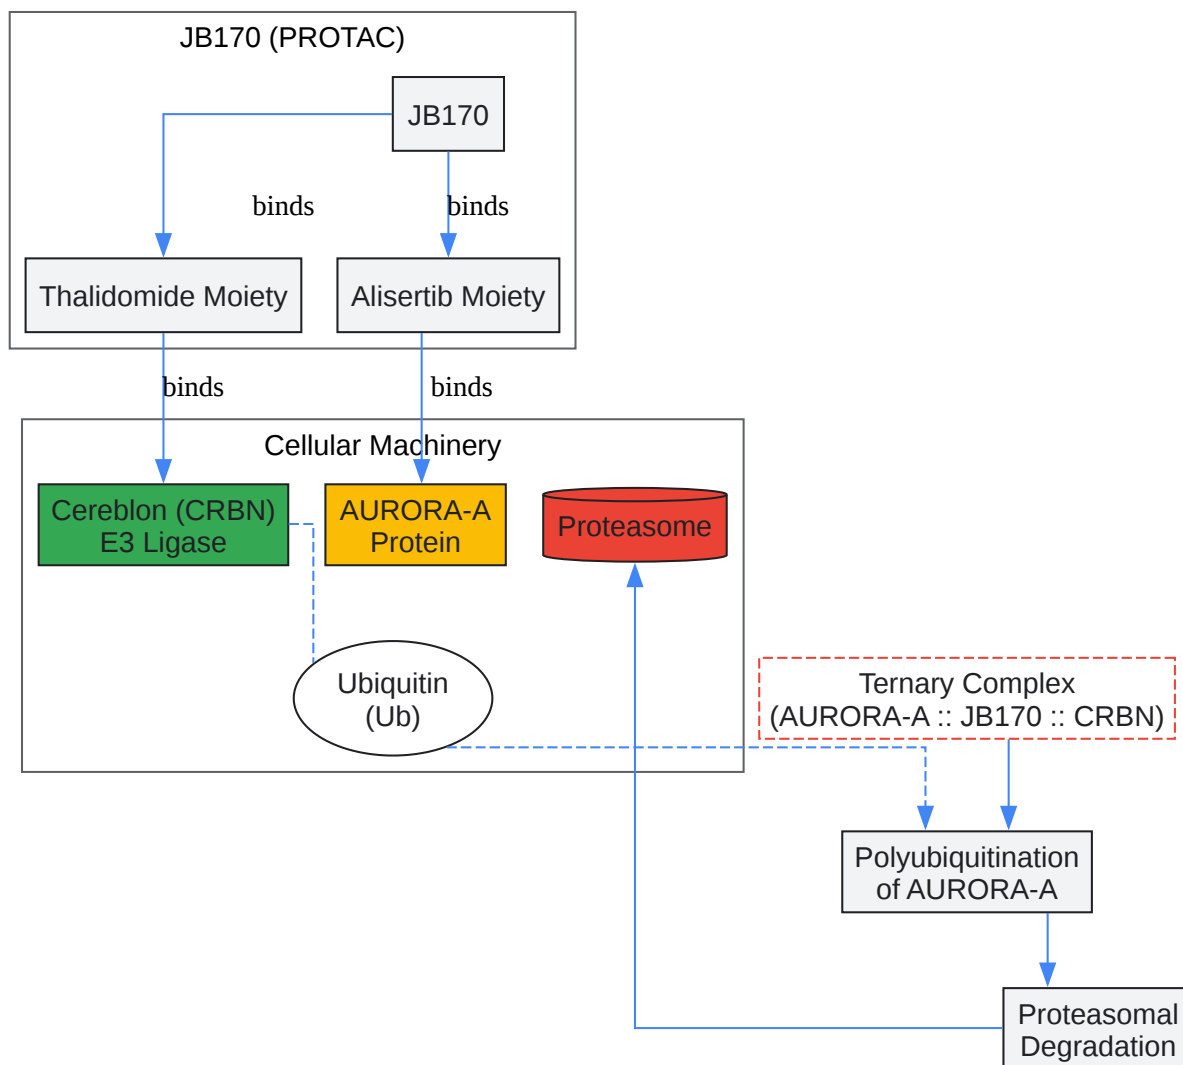 JB170 (PROTAC)
JB170
binds
binds
Thalidomide Moiety
Alisertib Moiety
binds
binds
Cellular Machinery
Cereblon (CRBN)
E3 Ligase
AURORA-A
Protein
Proteasome
Ubiquitin
(Ub)
Ternary Complex
(AURORA-A :: JB170 :: CRBN)
Polyubiquitination
of AURORA-A
Proteasomal
Degradation